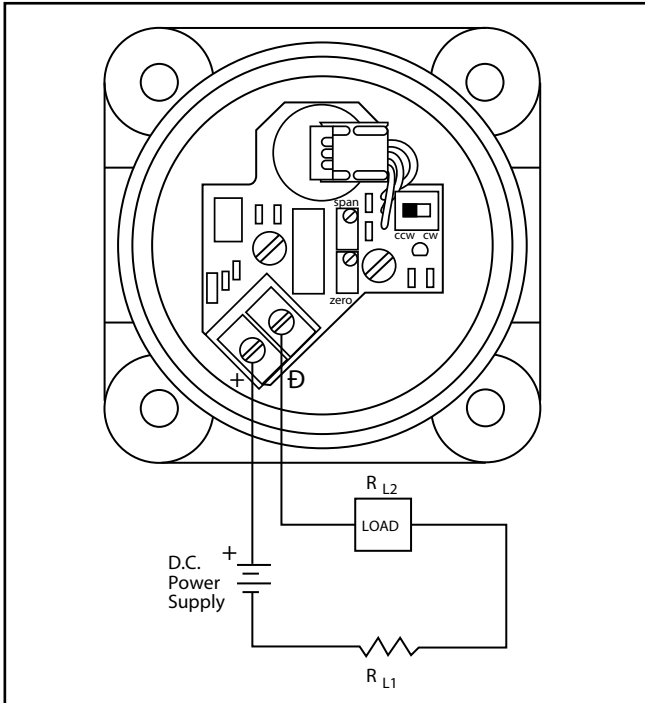 span
ccw cw
zero
+ Đ
R L2
LOAD
+
D.C.
Power
Supply
R L1